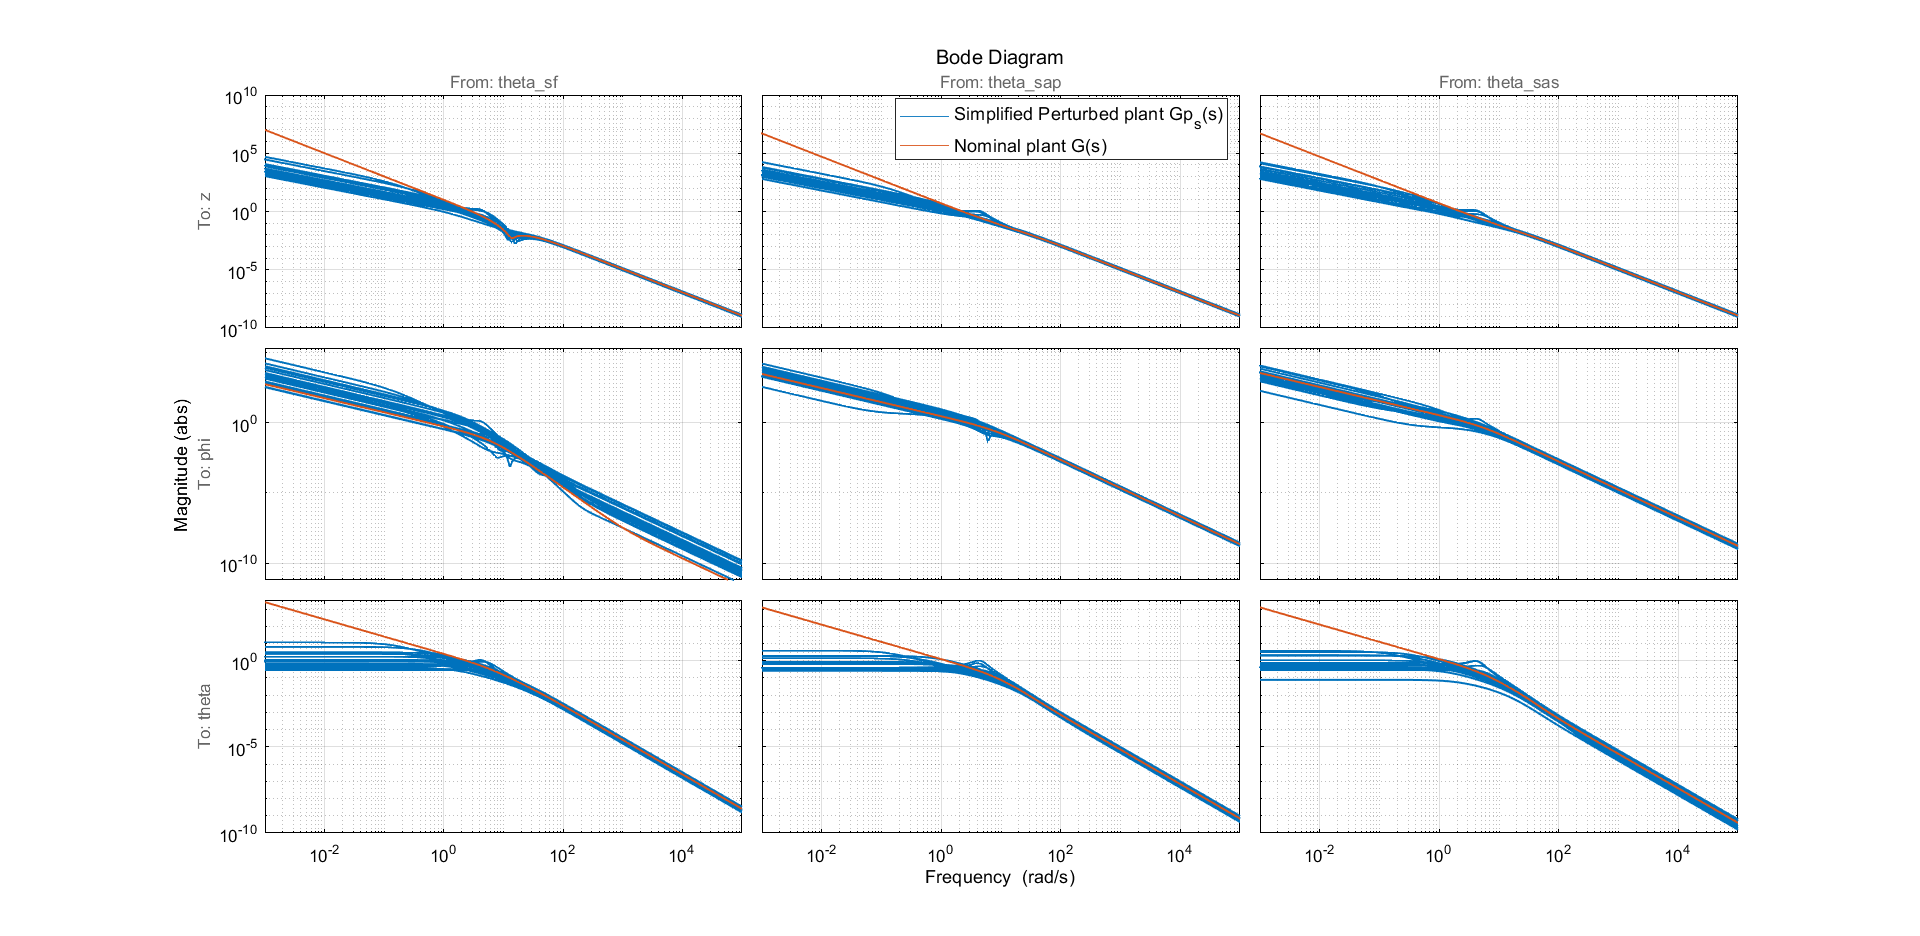 Bode Diagram
From: theta_sf
From: theta_sap
From: theta_sas
Simplified Perturbed plant Gp_s(s)
Nominal plant G(s)
Magnitude (abs)
To: z
10^10
10^5
10^0
10^-5
10^-10
To: phi
10^0
10^-10
To: theta
10^0
10^-5
10^-10
10^-2 10^0 10^2 10^4
10^-2 10^0 10^2 10^4
10^-2 10^0 10^2 10^4
Frequency (rad/s)